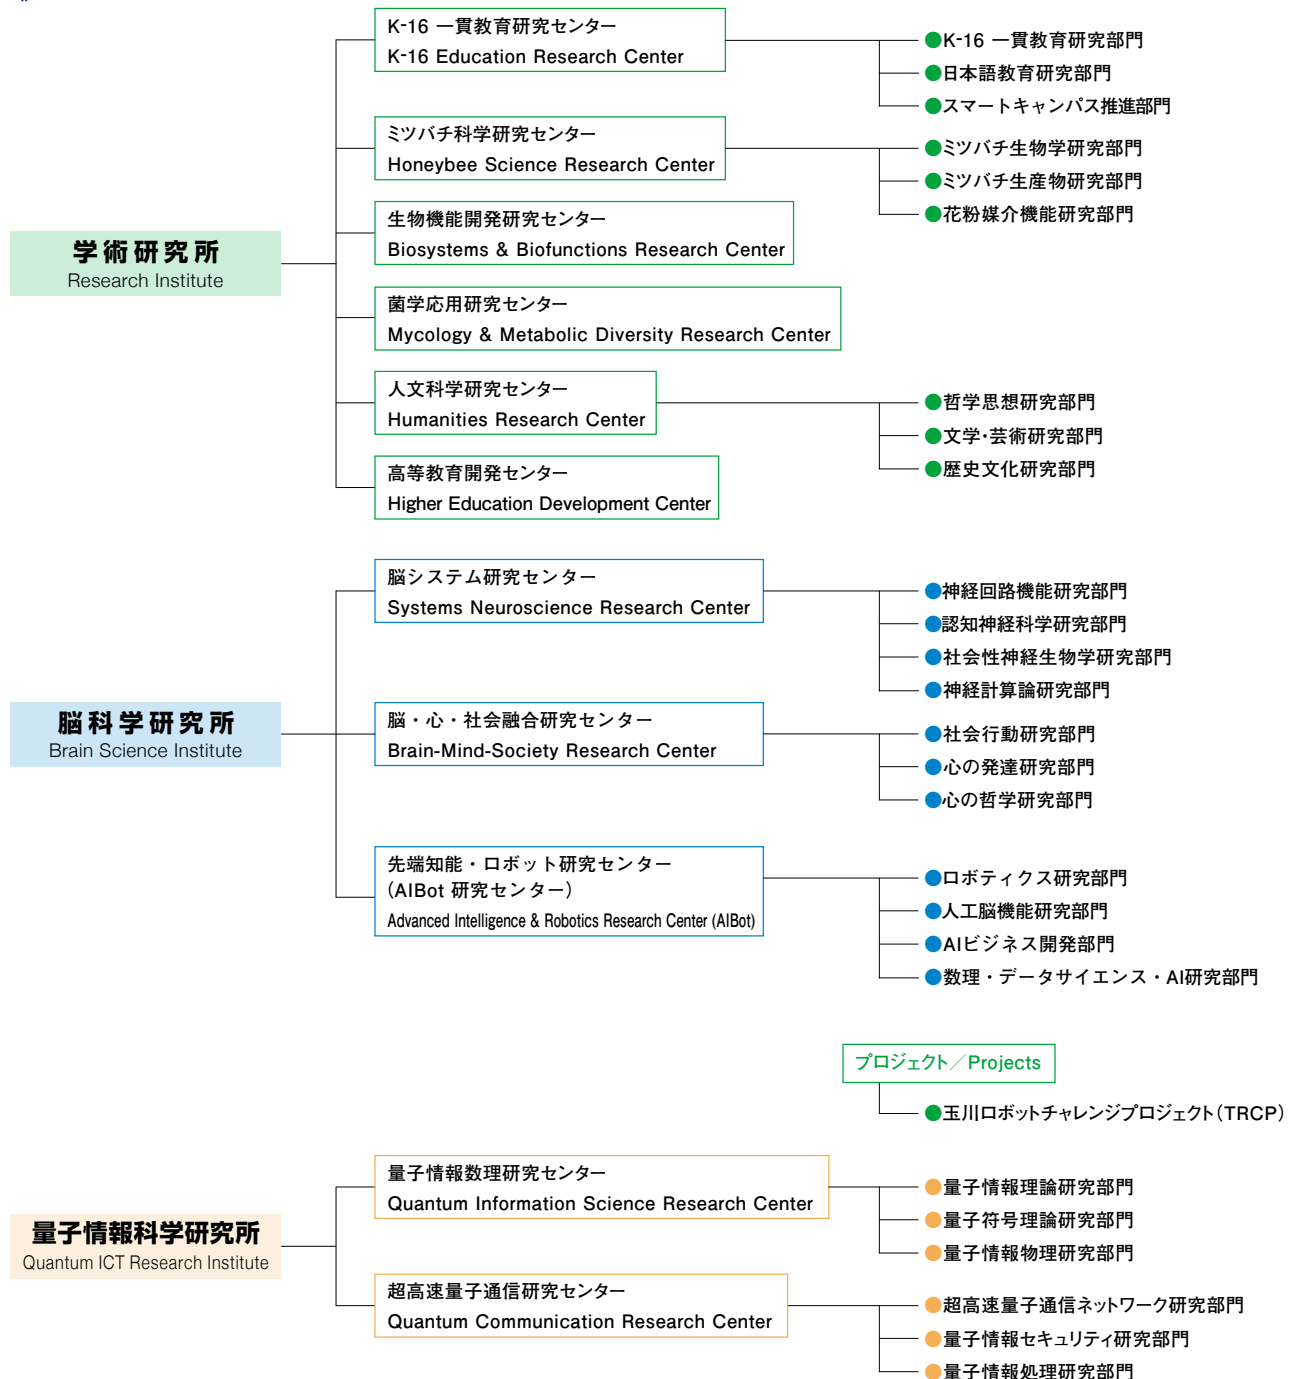 K-16 一貫教育研究センター
K-16 Education Research Center
●K-16 一貫教育研究部門
●日本語教育研究部門
●スマートキャンパス推進部門
ミツバチ科学研究センター
Honeybee Science Research Center
●ミツバチ生物学研究部門
●ミツバチ生産物研究部門
●花粉媒介機能研究部門
学術研究所
Research Institute
生物機能開発研究センター
Biosystems & Biofunctions Research Center
菌学応用研究センター
Mycology & Metabolic Diversity Research Center
人文科学研究センター
Humanities Research Center
●哲学思想研究部門
●文学・芸術研究部門
●歴史文化研究部門
高等教育開発センター
Higher Education Development Center
脳システム研究センター
Systems Neuroscience Research Center
●神経回路機能研究部門
●認知神経科学研究部門
●社会性神経生物学研究部門
●神経計算論研究部門
脳科学研究所
Brain Science Institute
脳・心・社会融合研究センター
Brain-Mind-Society Research Center
●社会行動研究部門
●心の発達研究部門
●心の哲学研究部門
先端知能・ロボット研究センター
(AIBot 研究センター)
Advanced Intelligence & Robotics Research Center (AIBot)
●ロボティクス研究部門
●人工脳機能研究部門
●AIビジネス開発部門
●数理・データサイエンス・AI研究部門
プロジェクト／Projects
●玉川ロボットチャレンジプロジェクト(TRCP)
量子情報科学研究所
Quantum ICT Research Institute
量子情報数理研究センター
Quantum Information Science Research Center
●量子情報理論研究部門
●量子符号理論研究部門
●量子情報物理研究部門
超高速量子通信研究センター
Quantum Communication Research Center
●超高速量子通信ネットワーク研究部門
●量子情報セキュリティ研究部門
●量子情報処理研究部門